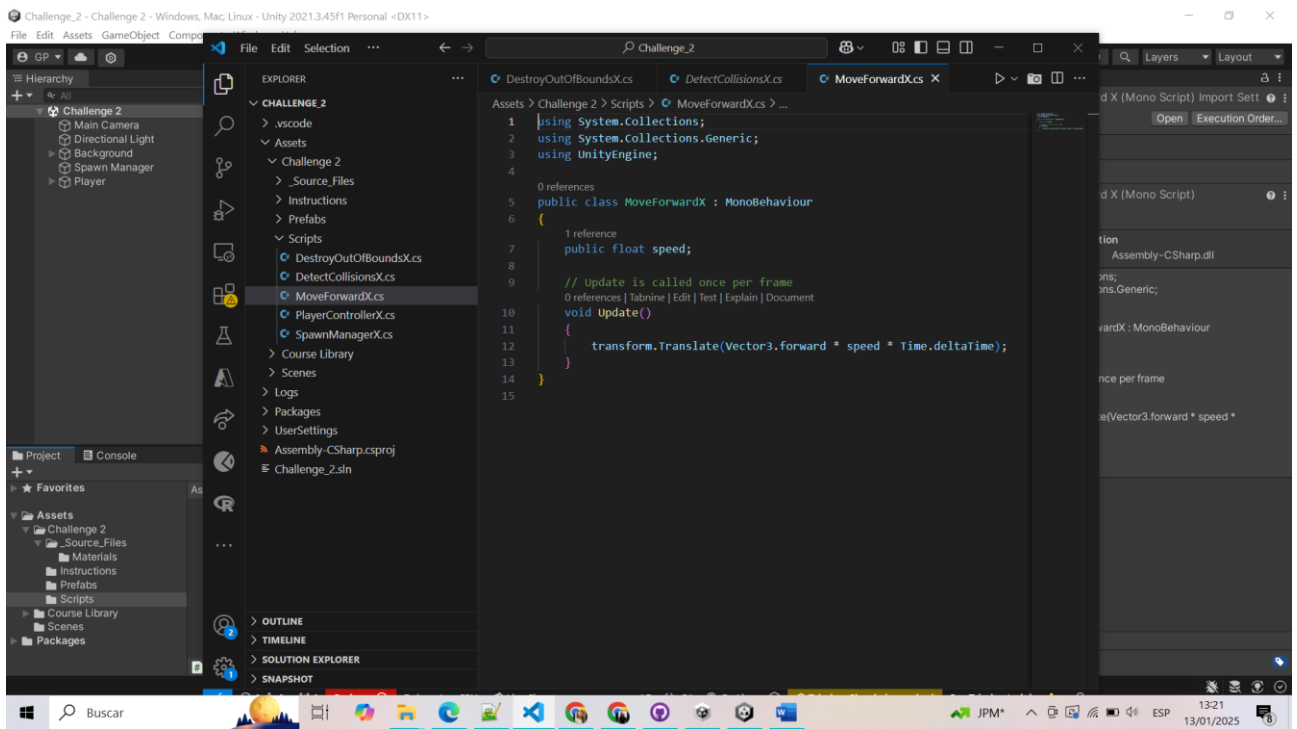 Challenge_2 - Challenge 2 - Windows, Mac, Linux - Unity 2021.3.45f1 Personal <DX11>
File Edit Assets GameObject Compo
GP
Layers
Layout
Hierarchy
All
Challenge 2
Main Camera
Directional Light
Background
Spawn Manager
Player
File Edit Selection ···
Challenge_2
EXPLORER ···
CHALLENGE_2
.vscode
Assets
Challenge 2
_Source_Files
Instructions
Prefabs
Scripts
DestroyOutOfBoundsX.cs
DetectCollisionsX.cs
MoveForwardX.cs
PlayerControllerX.cs
SpawnManagerX.cs
Course Library
Scenes
Logs
Packages
UserSettings
Assembly-CSharp.csproj
Challenge_2.sln
OUTLINE
TIMELINE
SOLUTION EXPLORER
SNAPSHOT
2
1
DestroyOutOfBoundsX.cs DetectCollisionsX.cs MoveForwardX.cs
Assets > Challenge 2 > Scripts > MoveForwardX.cs > ...
1 using System.Collections;
2 using System.Collections.Generic;
3 using UnityEngine;
4
0 references
5 public class MoveForwardX : MonoBehaviour
6 {
1 reference
7 public float speed;
8
9 // Update is called once per frame
0 references | Tabnine | Edit | Test | Explain | Document
10 void Update()
11 {
12 transform.Translate(Vector3.forward * speed * Time.deltaTime);
13 }
14 }
15
d X (Mono Script) Import Sett
Open Execution Order...
d X (Mono Script)
tion
Assembly-CSharp.dll
ons;
ons.Generic;
vardX : MonoBehaviour
nce per frame
e(Vector3.forward * speed *
Project Console
Favorites
As
Assets
Challenge 2
_Source_Files
Materials
Instructions
Prefabs
Scripts
Course Library
Scenes
Packages
Buscar
JPM*
ESP
13:21
13/01/2025
8